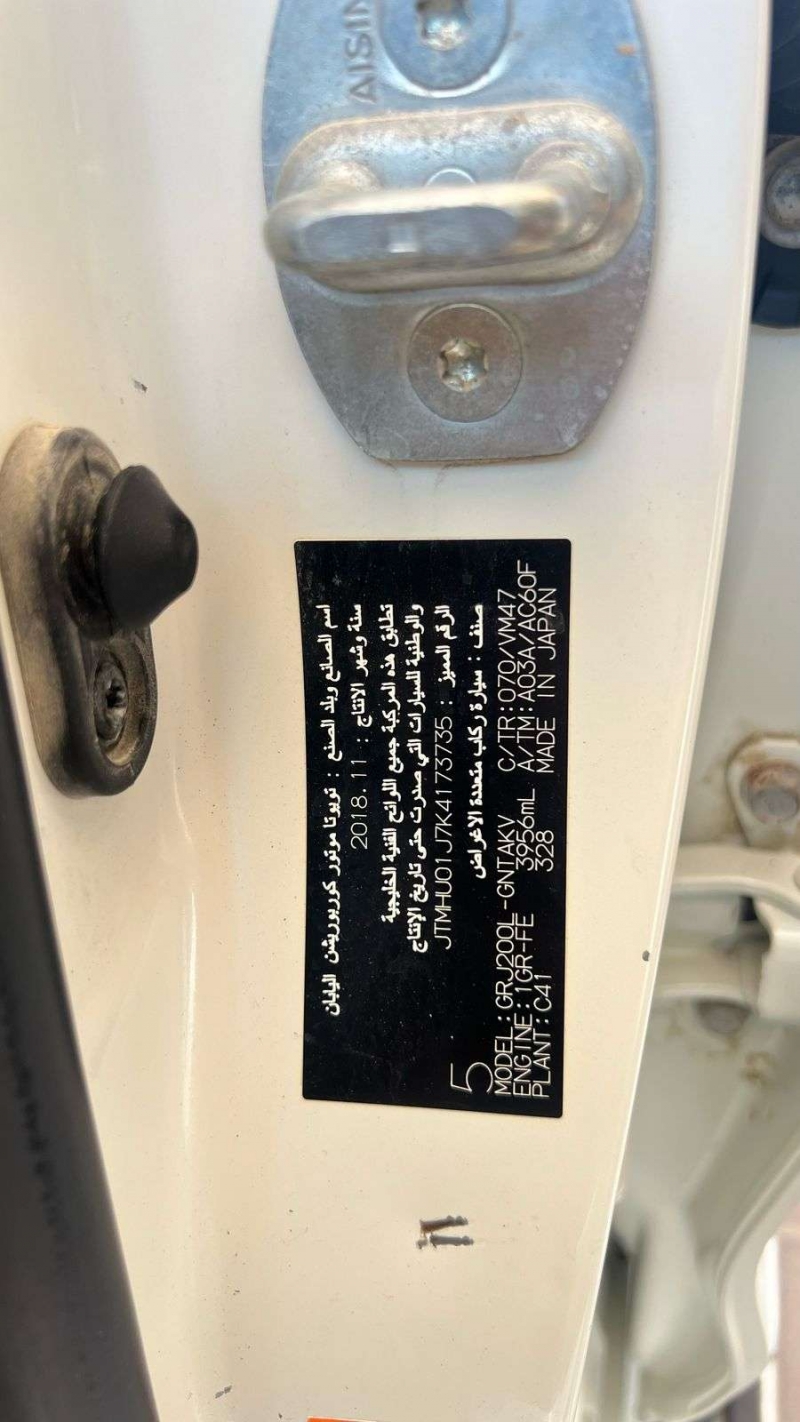 AISIN
اسم الصانع وبلد الصنع : تويوتا موتور كوربوريشن اليابان
سنة وشهر الانتاج : 2018.11
تطابق هذه المركبة جميع اللوائح الفنية الخليجية
والوطنية للسيارات التي صدرت حتى تاريخ الإنتاج
الرقم المميز : JTMHU01J7K4173735
صنف : سيارة ركاب متعددة الاغراض
5
MODEL:GRJ200L-GNTAKV C/TR:070/VM47
ENGINE:1GR-FE 3956mL A/TM:A03A/AC60F
PLANT:C41 328 MADE IN JAPAN